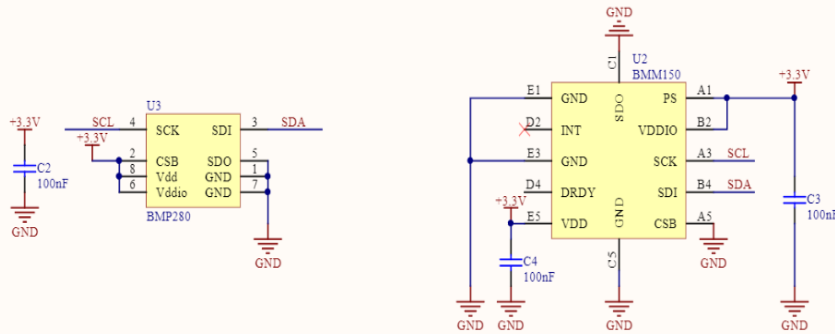 GND
U2
BMM150
C1
SDO
E1 GND
D2 INT
E3 GND
D4 DRDY
E5 VDD
PS A1
VDDIO B2
SCK A3 SCL
SDI B4 SDA
CSB A5
GND
C5
+3.3V
C3
100nF
GND
+3.3V
C4
100nF
GND
GND
GND
GND
U3
SCL 4 SCK
SDI 3 SDA
+3.3V
2 CSB
8 Vdd
6 Vddio
SDO 5
GND 1
GND 7
BMP280
GND
+3.3V
C2
100nF
GND